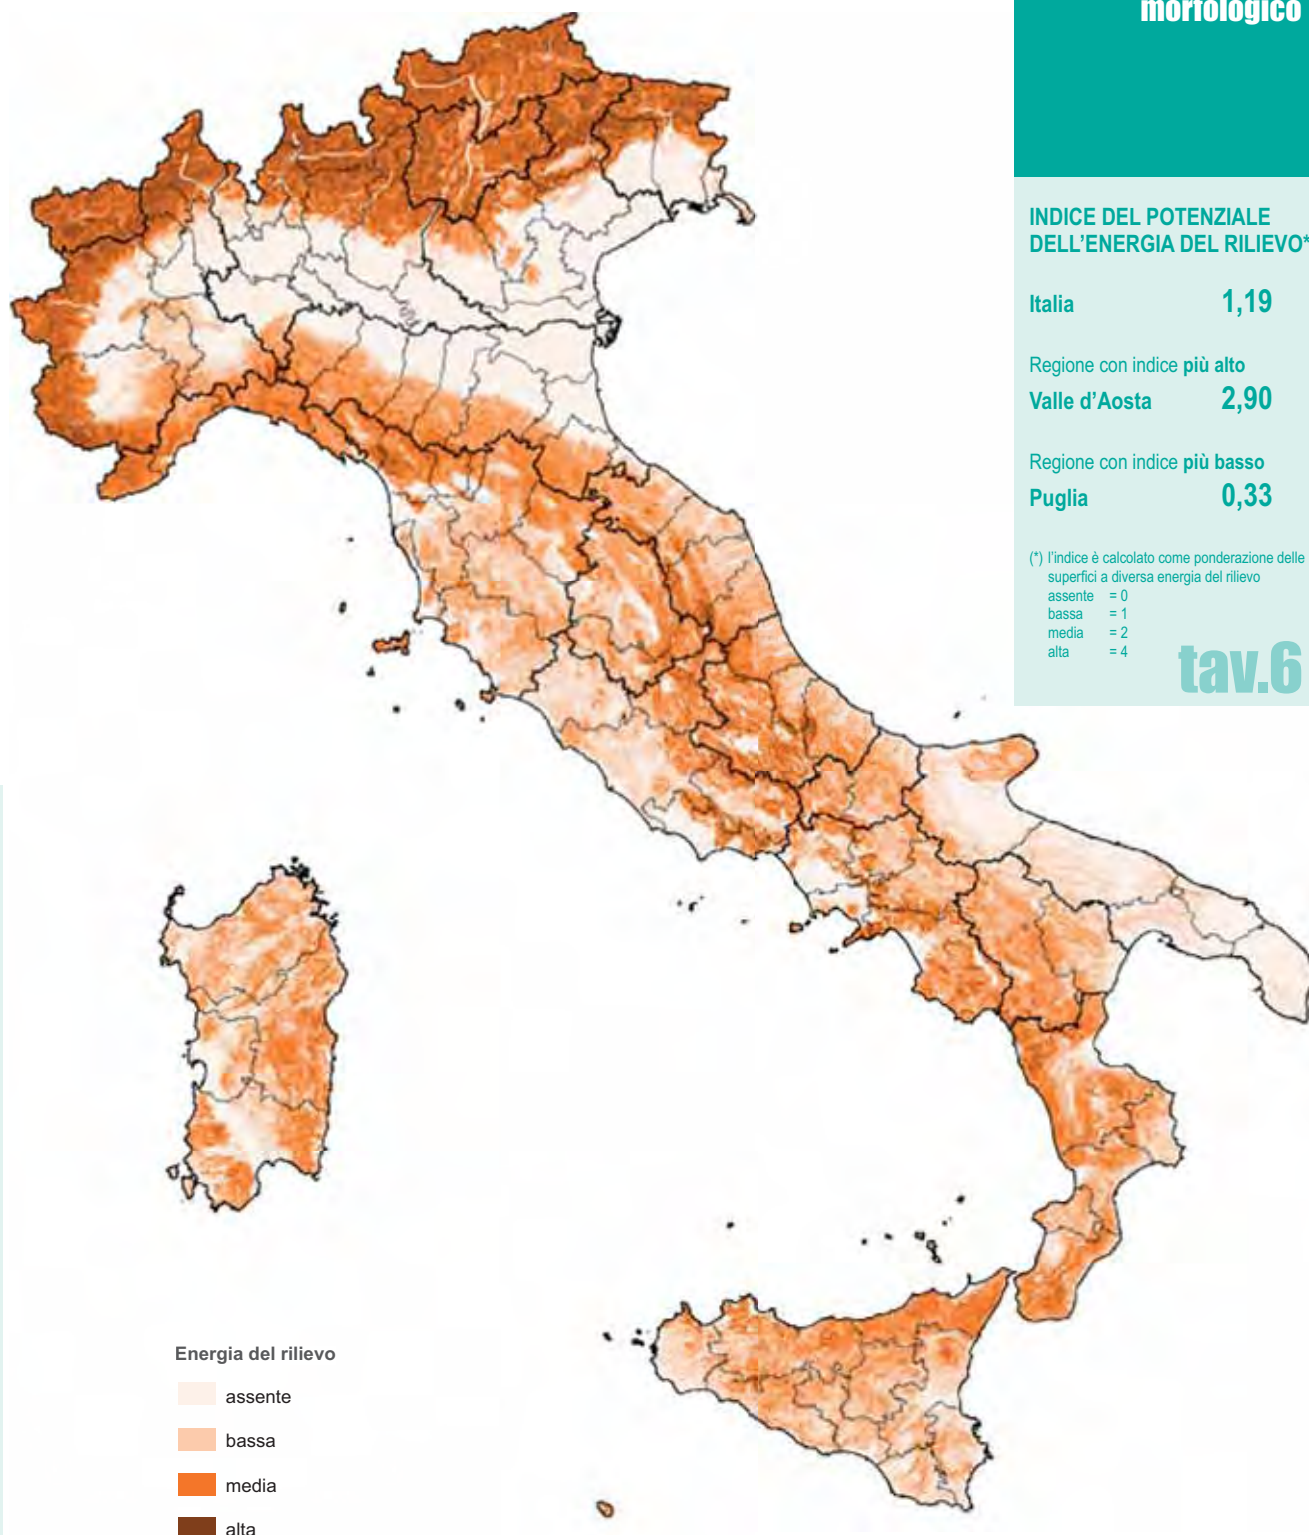 morfologico
INDICE DEL POTENZIALE
DELL'ENERGIA DEL RILIEVO*
Italia 1,19
Regione con indice più alto
Valle d'Aosta 2,90
Regione con indice più basso
Puglia 0,33
(*) l'indice è calcolato come ponderazione delle
superfici a diversa energia del rilievo
assente = 0
bassa = 1
media = 2
alta = 4
tav.6
Energia del rilievo
assente
bassa
media
alta